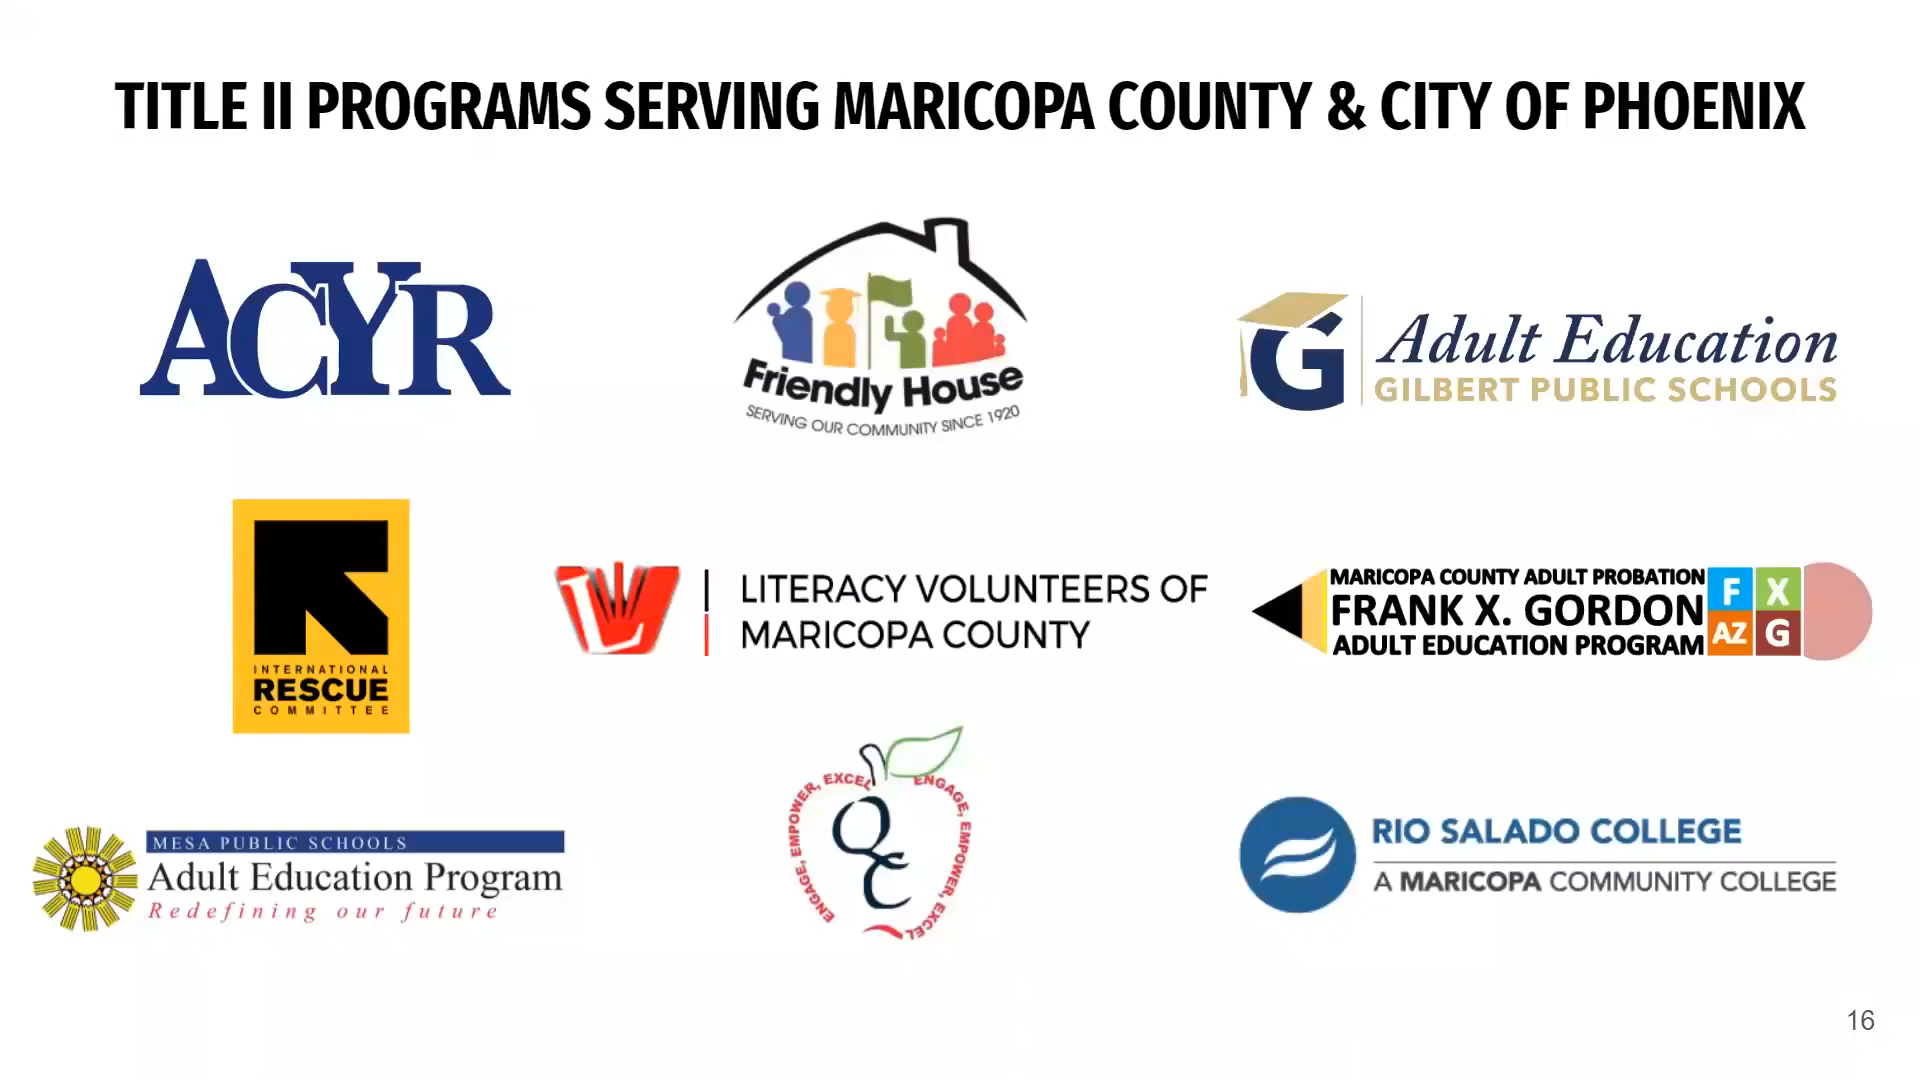 TITLE II PROGRAMS SERVING MARICOPA COUNTY & CITY OF PHOENIX
ACYR
Friendly House
SERVING OUR COMMUNITY SINCE 1920
G
Adult Education
GILBERT PUBLIC SCHOOLS
INTERNATIONAL
RESCUE
COMMITTEE
L
LITERACY VOLUNTEERS OF
MARICOPA COUNTY
MARICOPA COUNTY ADULT PROBATION
FRANK X. GORDON
ADULT EDUCATION PROGRAM
F X
AZ G
MESA PUBLIC SCHOOLS
Adult Education Program
Redefining our future
ENGAGE, EMPOWER, EXCEL
ENGAGE, EMPOWER, EXCEL
QC
RIO SALADO COLLEGE
A MARICOPA COMMUNITY COLLEGE
16